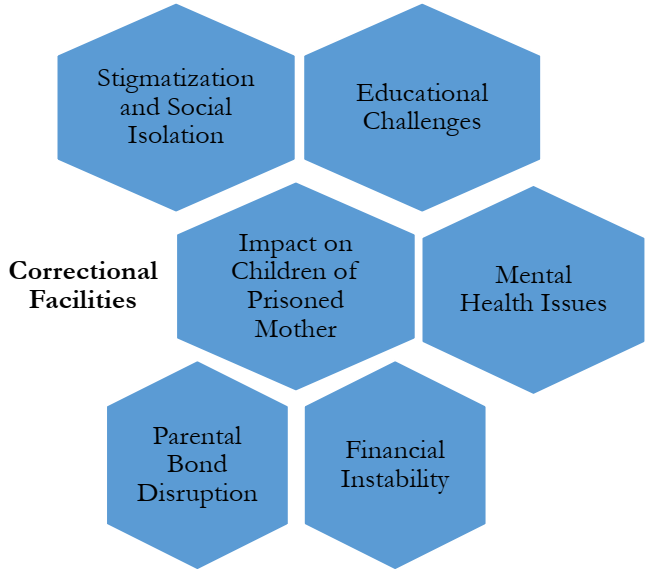 Stigmatization
and Social
Isolation
Educational
Challenges
Correctional
Facilities
Impact on
Children of
Prisoned
Mother
Mental
Health Issues
Parental
Bond
Disruption
Financial
Instability